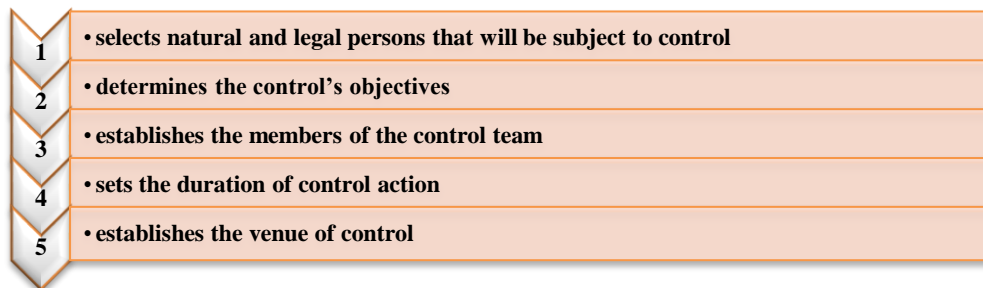 1 • selects natural and legal persons that will be subject to control
2 • determines the control's objectives
3 • establishes the members of the control team
4 • sets the duration of control action
5 • establishes the venue of control